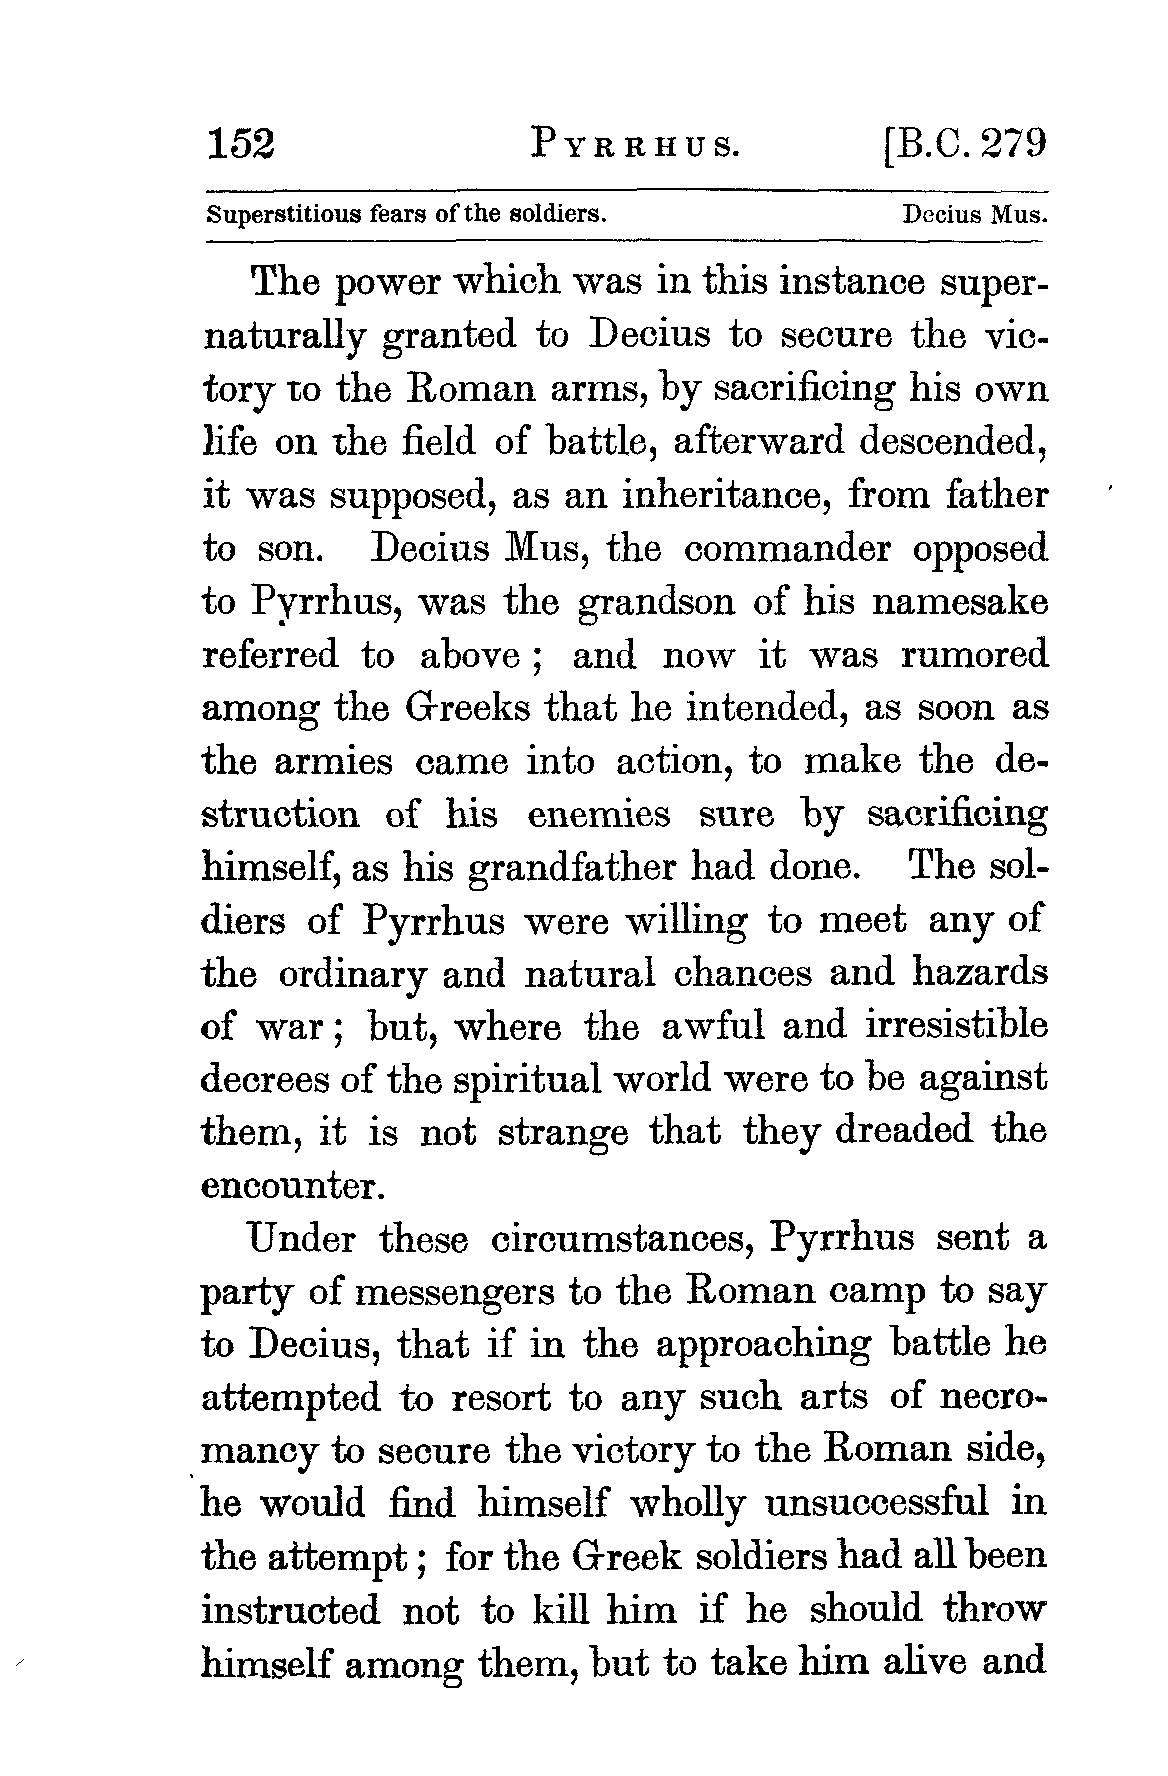 152 PYRRHUS. [B.C. 279
Superstitious fears of the soldiers. Decius Mus.
The power which was in this instance super-
naturally granted to Decius to secure the vic-
tory to the Roman arms, by sacrificing his own
life on the field of battle, afterward descended,
it was supposed, as an inheritance, from father
to son. Decius Mus, the commander opposed
to Pyrrhus, was the grandson of his namesake
referred to above ; and now it was rumored
among the Greeks that he intended, as soon as
the armies came into action, to make the de-
struction of his enemies sure by sacrificing
himself, as his grandfather had done. The sol-
diers of Pyrrhus were willing to meet any of
the ordinary and natural chances and hazards
of war ; but, where the awful and irresistible
decrees of the spiritual world were to be against
them, it is not strange that they dreaded the
encounter.
Under these circumstances, Pyrrhus sent a
party of messengers to the Roman camp to say
to Decius, that if in the approaching battle he
attempted to resort to any such arts of necro-
mancy to secure the victory to the Roman side,
he would find himself wholly unsuccessful in
the attempt ; for the Greek soldiers had all been
instructed not to kill him if he should throw
himself among them, but to take him alive and